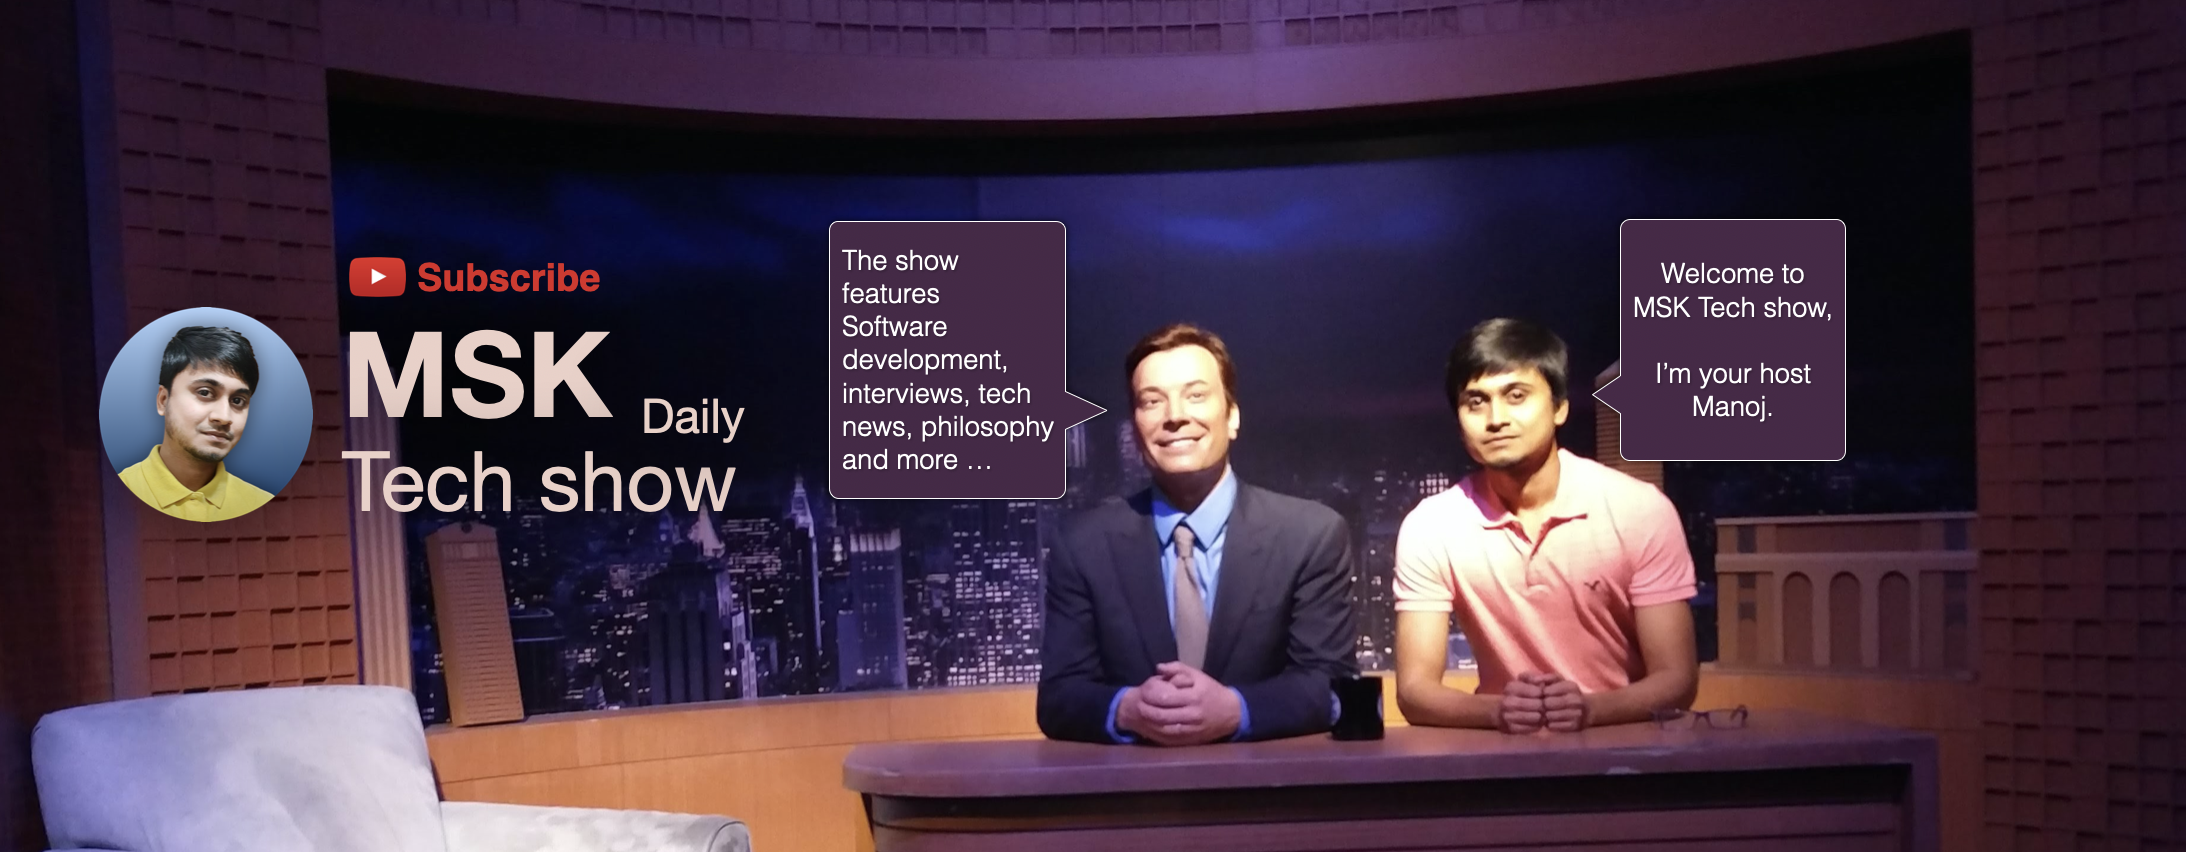 Subscribe
MSK Daily
Tech show
The show
features
Software
development,
interviews, tech
news, philosophy
and more …
Welcome to
MSK Tech show,
I’m your host
Manoj.